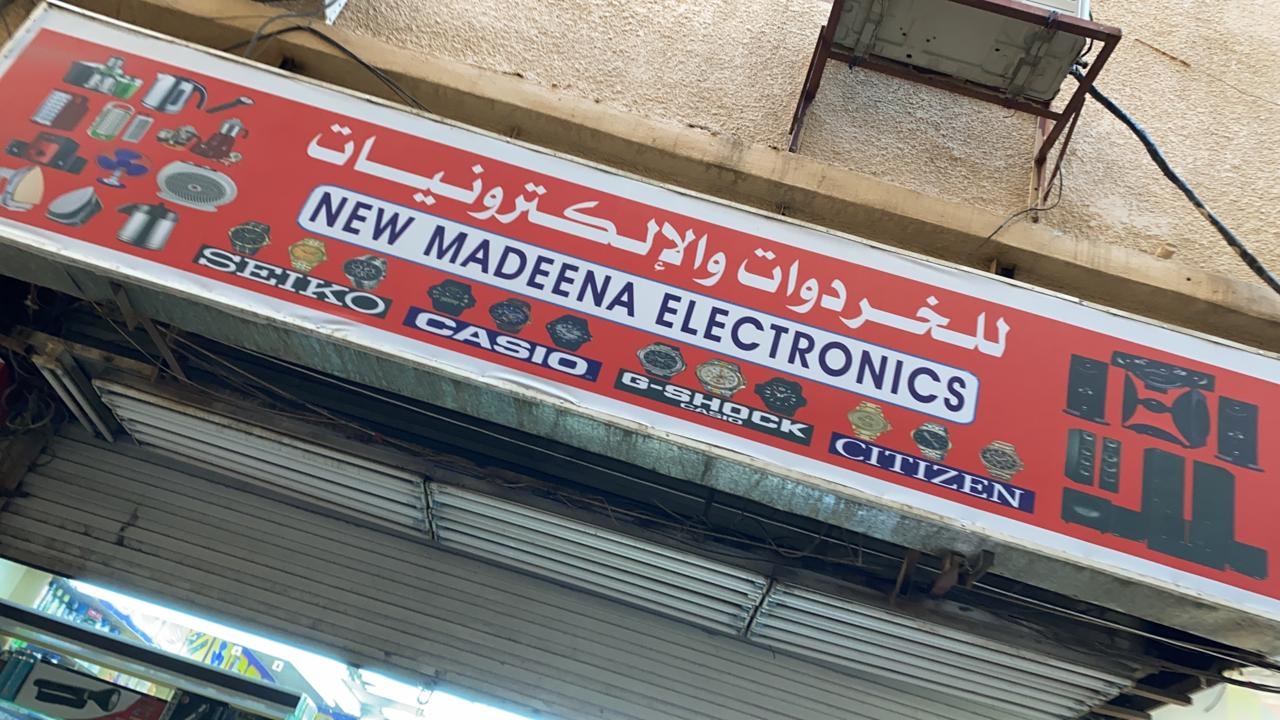 للخردوات والإلكترونيات
NEW MADEENA ELECTRONICS
SEIKO
CASIO
G-SHOCK
CASIO
CITIZEN